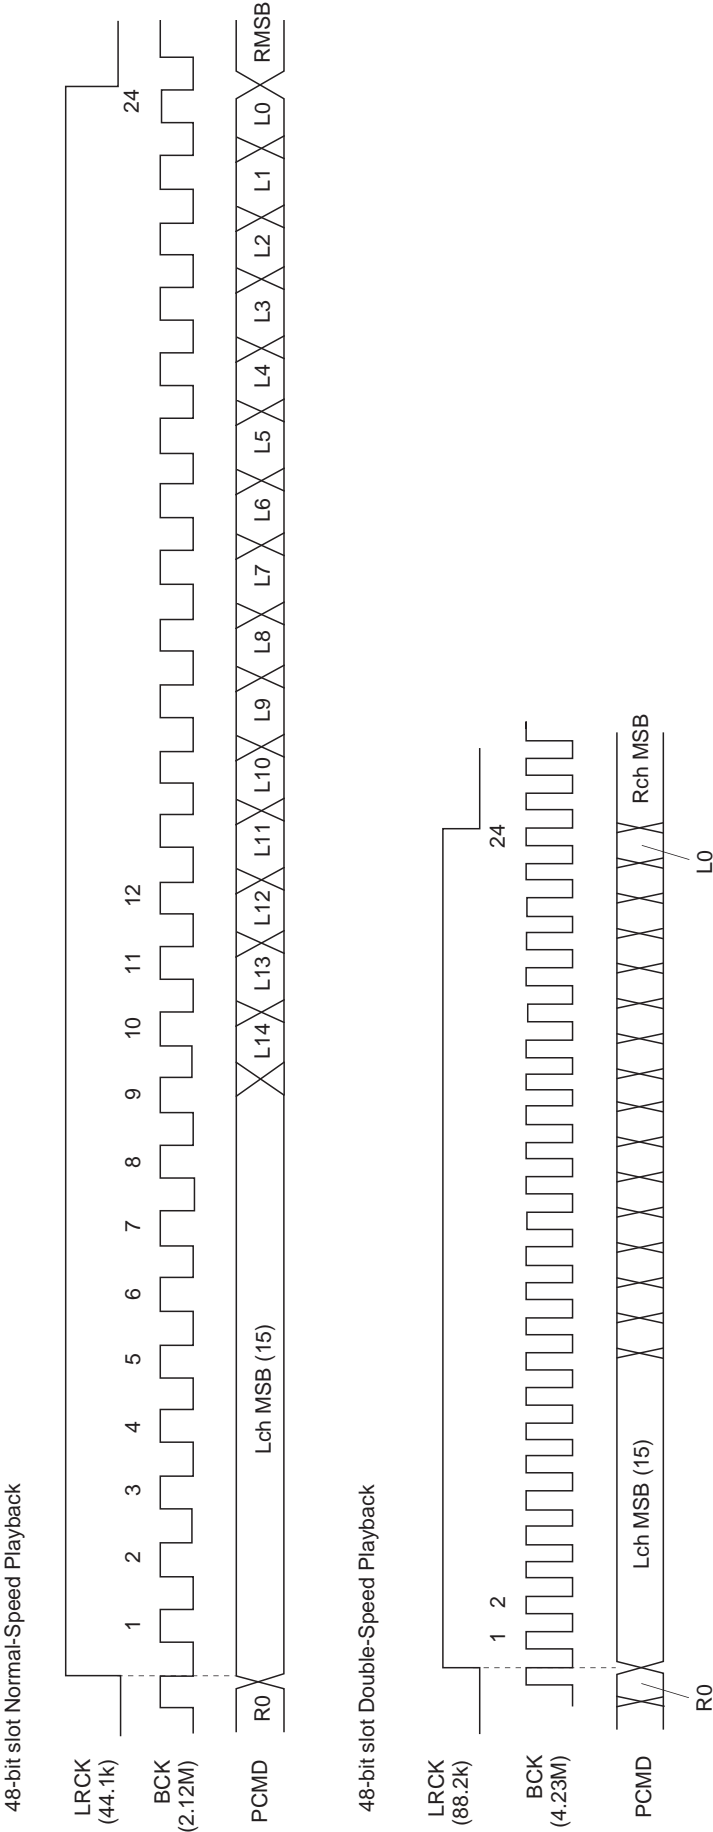 48-bit slot Normal-Speed Playback
LRCK
(44.1k)
1 2 3 4 5 6 7 8 9 10 11 12 24
BCK
(2.12M)
PCMD
R0 Lch MSB (15) L14 L13 L12 L11 L10 L9 L8 L7 L6 L5 L4 L3 L2 L1 L0 RMSB
48-bit slot Double-Speed Playback
LRCK
(88.2k)
1 2 24
BCK
(4.23M)
PCMD
Lch MSB (15) Rch MSB
R0 L0